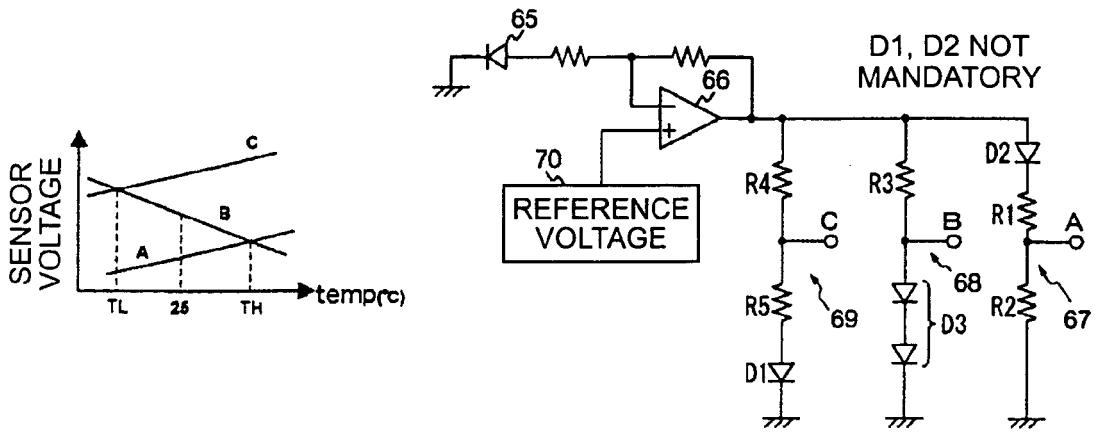 SENSOR
VOLTAGE
C
B
A
TL
25
TH
temp(°C)
65
66
D1, D2 NOT
MANDATORY
70
REFERENCE
VOLTAGE
R4
R3
D2
R1
C
B
A
R5
69
68
D3
R2
67
D1
−
+